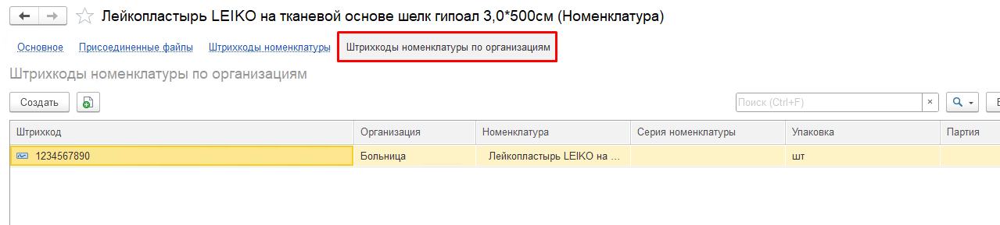 Лейкопластырь LEIKO на тканевой основе шелк гипоал 3,0*500см (Номенклатура)
Основное Присоединенные файлы Штрихкоды номенклатуры Штрихкоды номенклатуры по организациям
Штрихкоды номенклатуры по организациям
Создать Поиск (Ctrl+F) ×
Штрихкод Организация Номенклатура Серия номенклатуры Упаковка Партия
1234567890 Больница Лейкопластырь LEIKO на ... шт